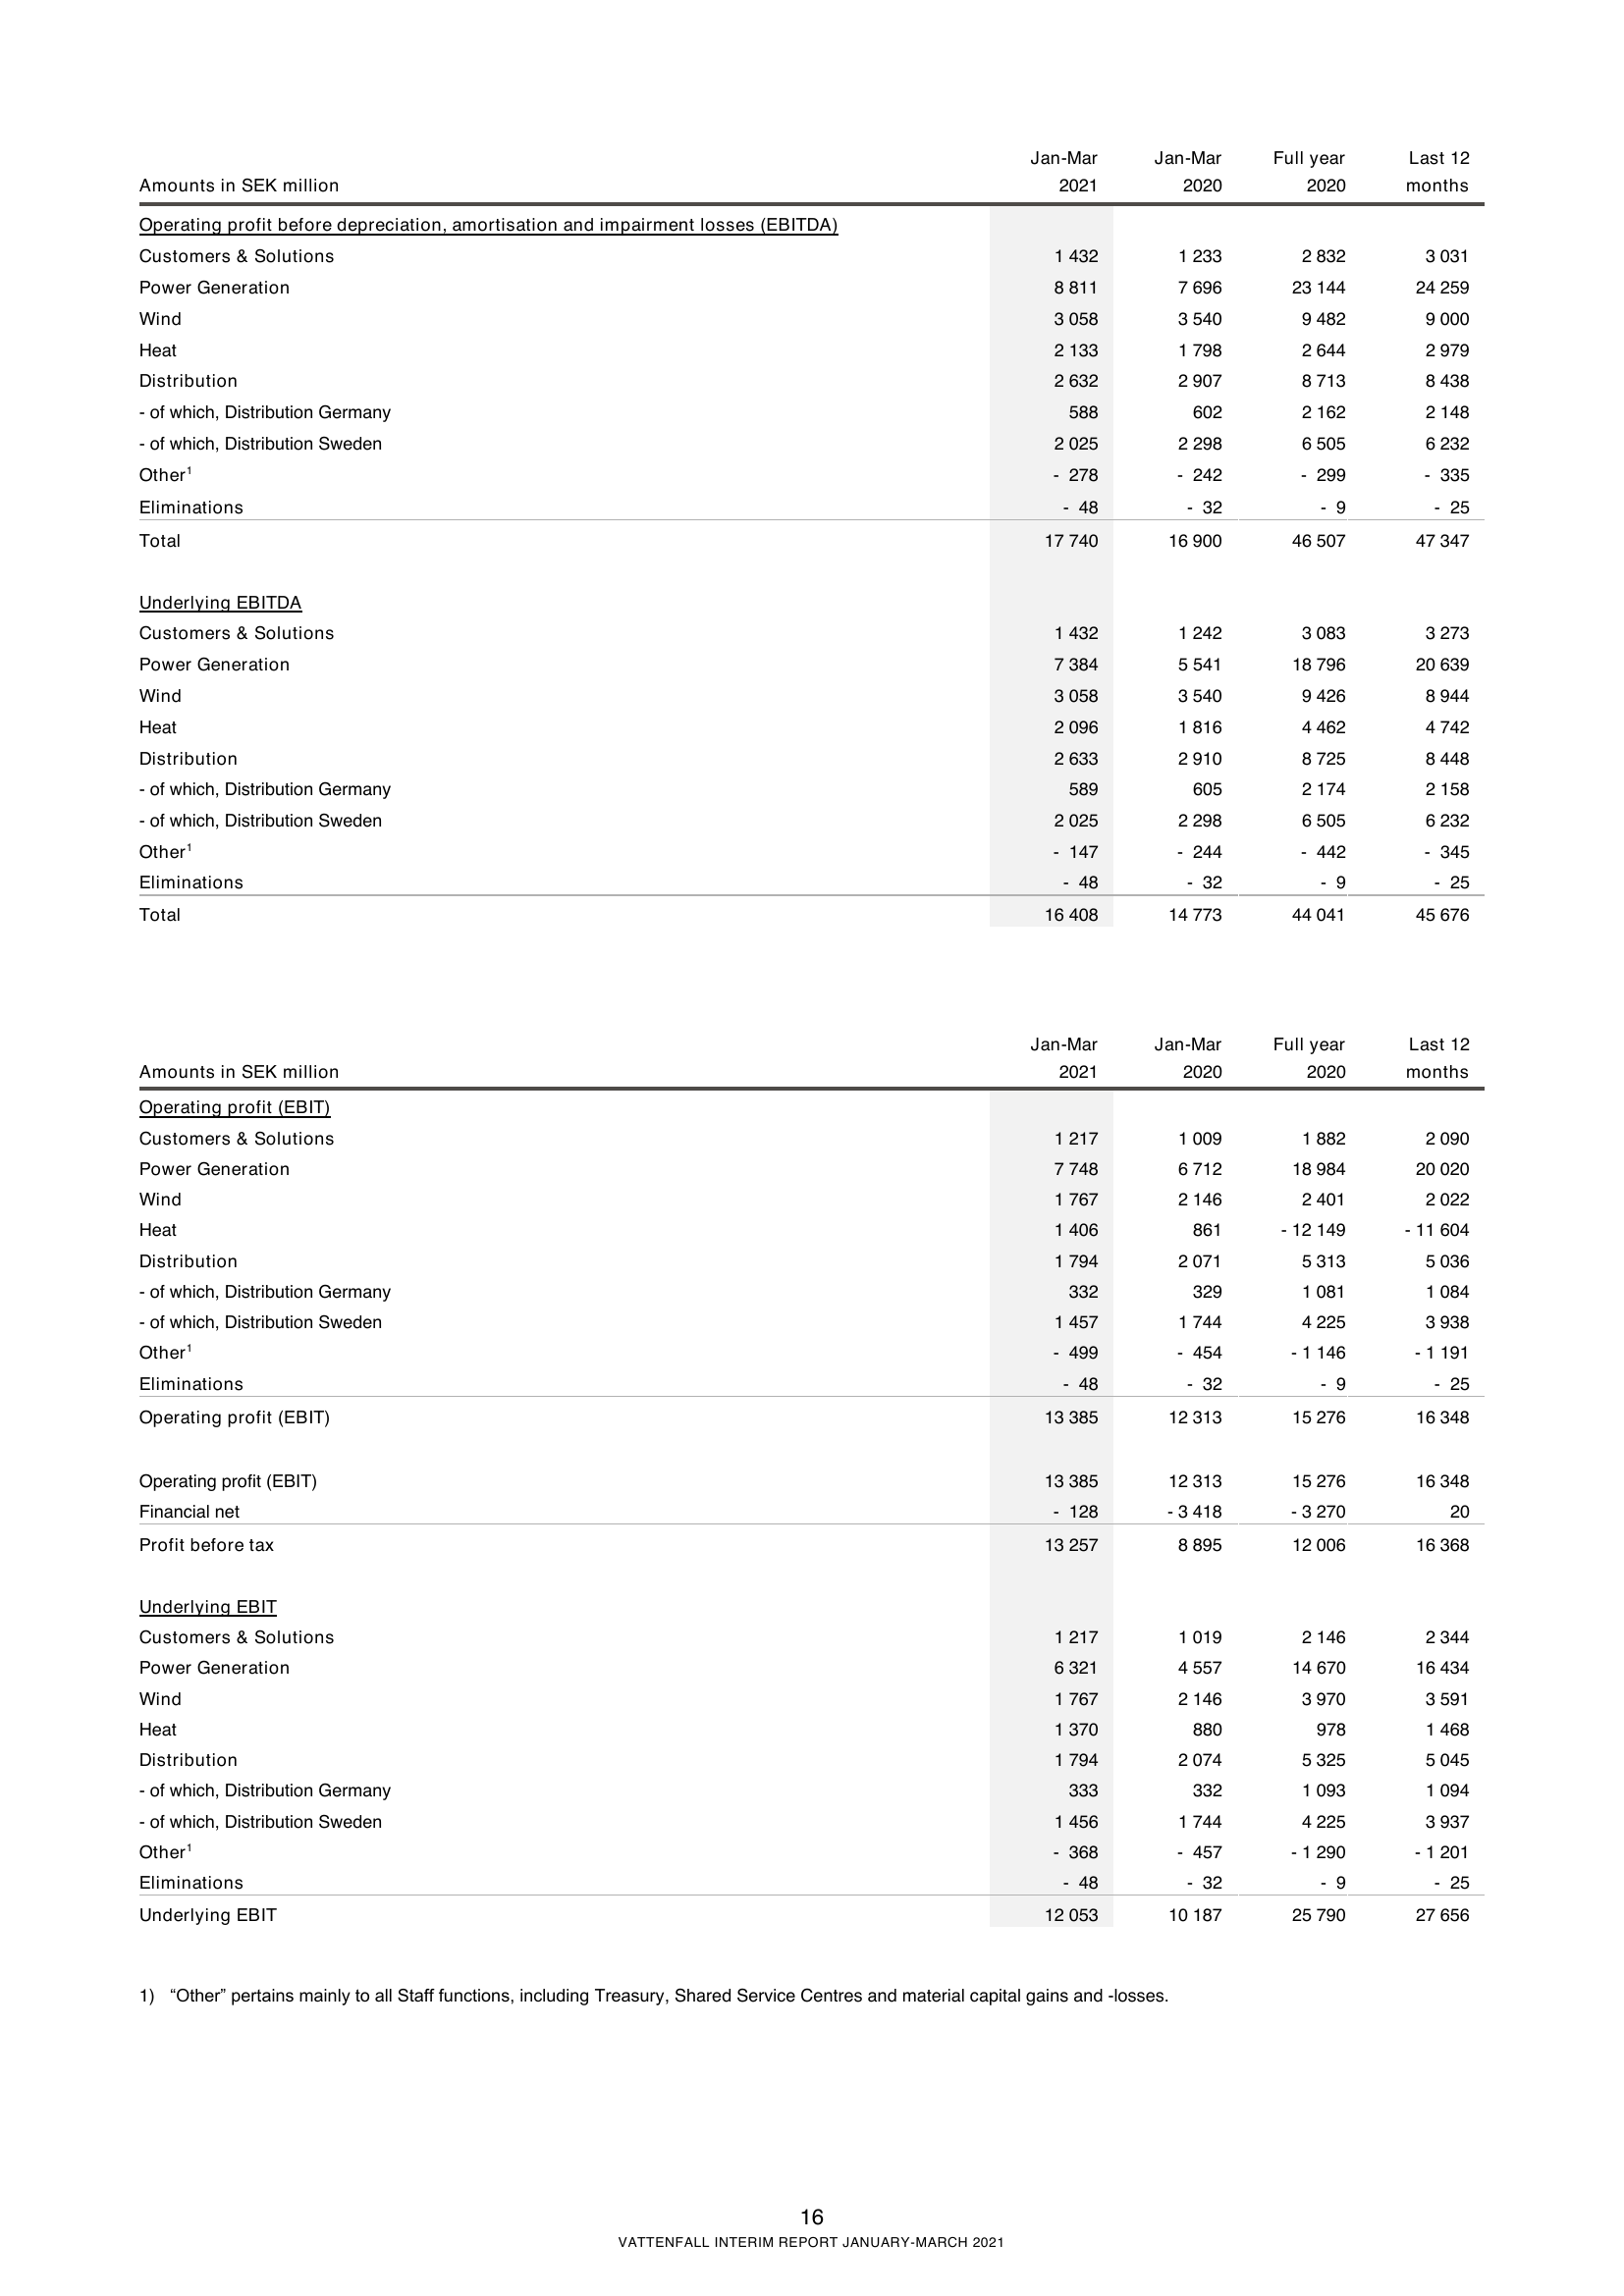 Jan-Mar Jan-Mar Full year Last 12
Amounts in SEK million 2021 2020 2020 months
Operating profit before depreciation, amortisation and impairment losses (EBITDA)
Customers & Solutions 1 432 1 233 2 832 3 031
Power Generation 8 811 7 696 23 144 24 259
Wind 3 058 3 540 9 482 9 000
Heat 2 133 1 798 2 644 2 979
Distribution 2 632 2 907 8 713 8 438
- of which, Distribution Germany 588 602 2 162 2 148
- of which, Distribution Sweden 2 025 2 298 6 505 6 232
Other1 - 278 - 242 - 299 - 335
Eliminations - 48 - 32 - 9 - 25
Total 17 740 16 900 46 507 47 347
Underlying EBITDA
Customers & Solutions 1 432 1 242 3 083 3 273
Power Generation 7 384 5 541 18 796 20 639
Wind 3 058 3 540 9 426 8 944
Heat 2 096 1 816 4 462 4 742
Distribution 2 633 2 910 8 725 8 448
- of which, Distribution Germany 589 605 2 174 2 158
- of which, Distribution Sweden 2 025 2 298 6 505 6 232
Other1 - 147 - 244 - 442 - 345
Eliminations - 48 - 32 - 9 - 25
Total 16 408 14 773 44 041 45 676
Jan-Mar Jan-Mar Full year Last 12
Amounts in SEK million 2021 2020 2020 months
Operating profit (EBIT)
Customers & Solutions 1 217 1 009 1 882 2 090
Power Generation 7 748 6 712 18 984 20 020
Wind 1 767 2 146 2 401 2 022
Heat 1 406 861 - 12 149 - 11 604
Distribution 1 794 2 071 5 313 5 036
- of which, Distribution Germany 332 329 1 081 1 084
- of which, Distribution Sweden 1 457 1 744 4 225 3 938
Other1 - 499 - 454 - 1 146 - 1 191
Eliminations - 48 - 32 - 9 - 25
Operating profit (EBIT) 13 385 12 313 15 276 16 348
Operating profit (EBIT) 13 385 12 313 15 276 16 348
Financial net - 128 - 3 418 - 3 270 20
Profit before tax 13 257 8 895 12 006 16 368
Underlying EBIT
Customers & Solutions 1 217 1 019 2 146 2 344
Power Generation 6 321 4 557 14 670 16 434
Wind 1 767 2 146 3 970 3 591
Heat 1 370 880 978 1 468
Distribution 1 794 2 074 5 325 5 045
- of which, Distribution Germany 333 332 1 093 1 094
- of which, Distribution Sweden 1 456 1 744 4 225 3 937
Other1 - 368 - 457 - 1 290 - 1 201
Eliminations - 48 - 32 - 9 - 25
Underlying EBIT 12 053 10 187 25 790 27 656
1) “Other” pertains mainly to all Staff functions, including Treasury, Shared Service Centres and material capital gains and -losses.
16
VATTENFALL INTERIM REPORT JANUARY-MARCH 2021